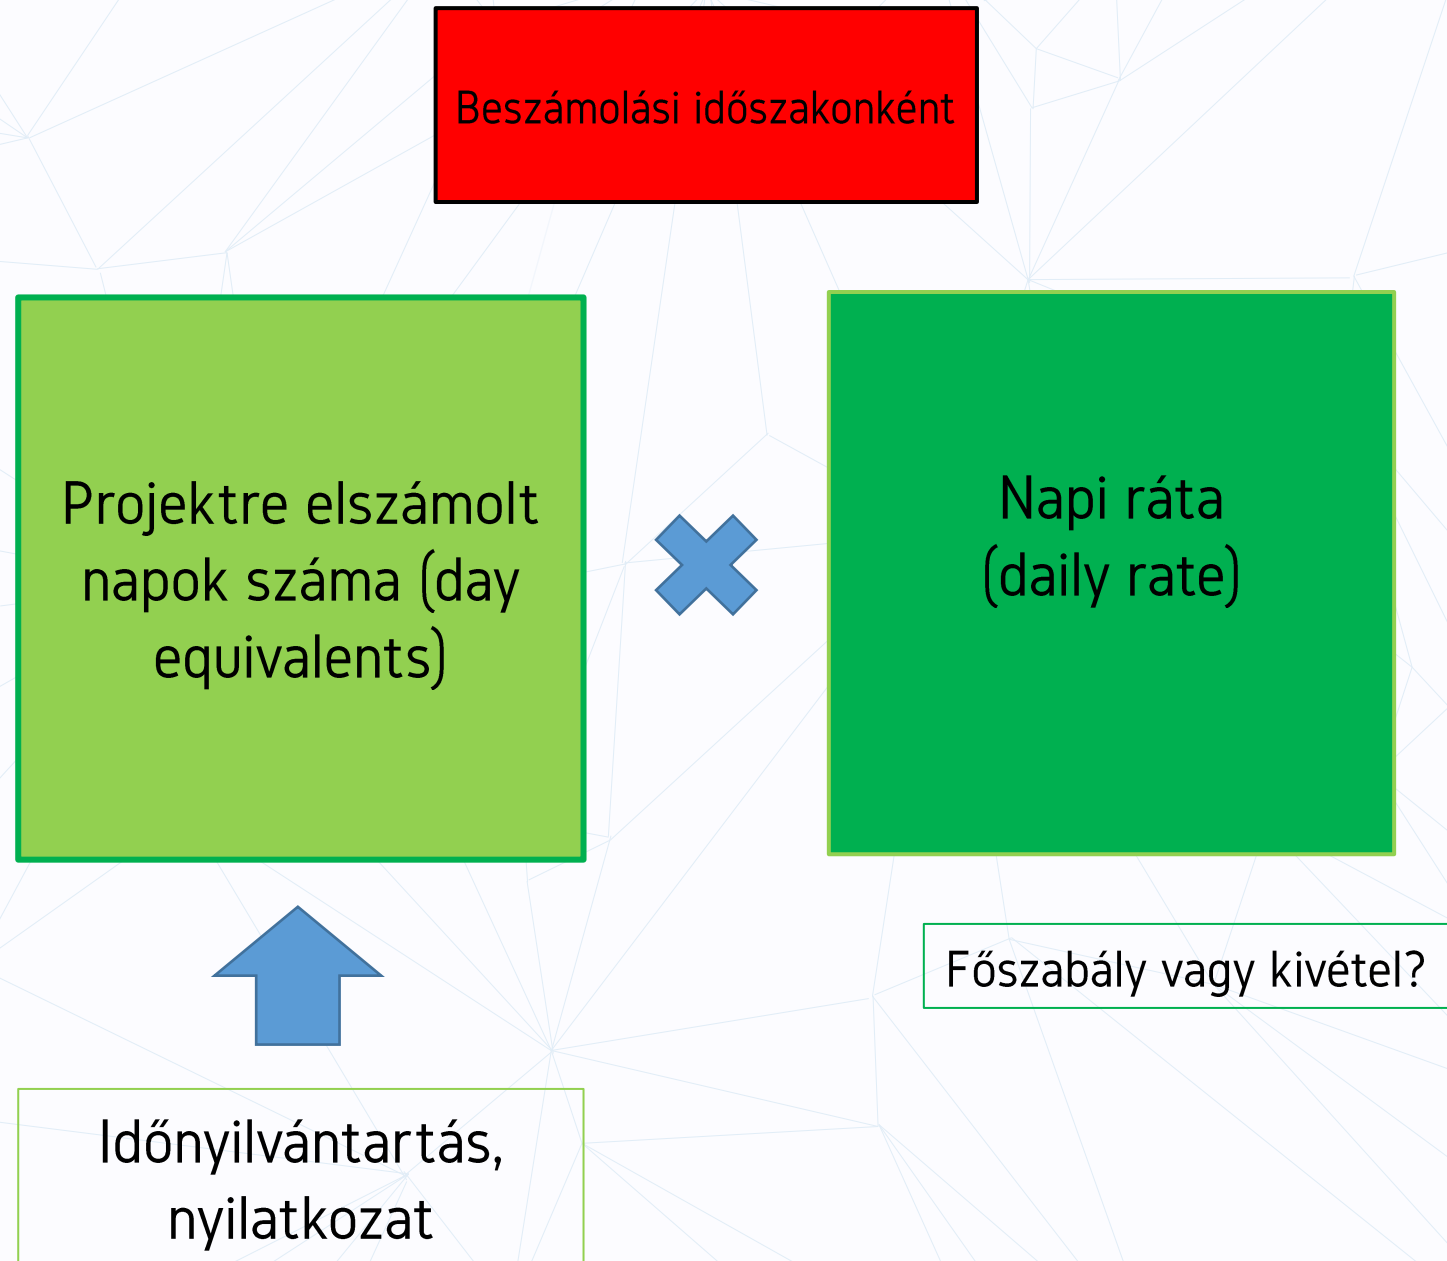 Beszámolási időszakonként
Projektre elszámolt
napok száma (day
equivalents)
Napi ráta
(daily rate)
Főszabály vagy kivétel?
Időnyilvántartás,
nyilatkozat